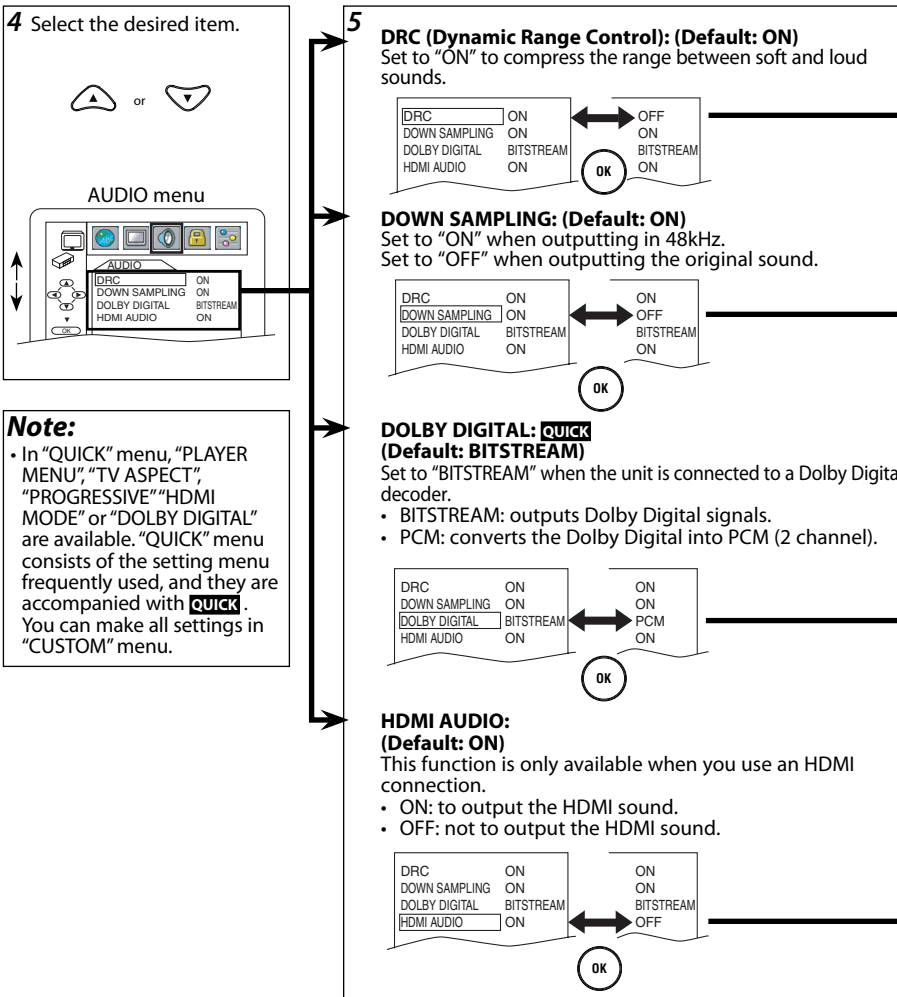 4 Select the desired item.
or
AUDIO menu
AUDIO
DRC ON
DOWN SAMPLING ON
DOLBY DIGITAL BITSTREAM
HDMI AUDIO ON
OK
Note:
• In “QUICK” menu, “PLAYER
MENU”, “TV ASPECT”,
“PROGRESSIVE” “HDMI
MODE” or “DOLBY DIGITAL”
are available. “QUICK” menu
consists of the setting menu
frequently used, and they are
accompanied with QUICK .
You can make all settings in
“CUSTOM” menu.
5
DRC (Dynamic Range Control): (Default: ON)
Set to “ON” to compress the range between soft and loud
sounds.
DRC ON OFF
DOWN SAMPLING ON ON
DOLBY DIGITAL BITSTREAM BITSTREAM
HDMI AUDIO ON ON
OK
DOWN SAMPLING: (Default: ON)
Set to “ON” when outputting in 48kHz.
Set to “OFF” when outputting the original sound.
DRC ON ON
DOWN SAMPLING ON OFF
DOLBY DIGITAL BITSTREAM BITSTREAM
HDMI AUDIO ON ON
OK
DOLBY DIGITAL: QUICK
(Default: BITSTREAM)
Set to “BITSTREAM” when the unit is connected to a Dolby Digita
decoder.
• BITSTREAM: outputs Dolby Digital signals.
• PCM: converts the Dolby Digital into PCM (2 channel).
DRC ON ON
DOWN SAMPLING ON ON
DOLBY DIGITAL BITSTREAM PCM
HDMI AUDIO ON ON
OK
HDMI AUDIO:
(Default: ON)
This function is only available when you use an HDMI
connection.
• ON: to output the HDMI sound.
• OFF: not to output the HDMI sound.
DRC ON ON
DOWN SAMPLING ON ON
DOLBY DIGITAL BITSTREAM BITSTREAM
HDMI AUDIO ON OFF
OK